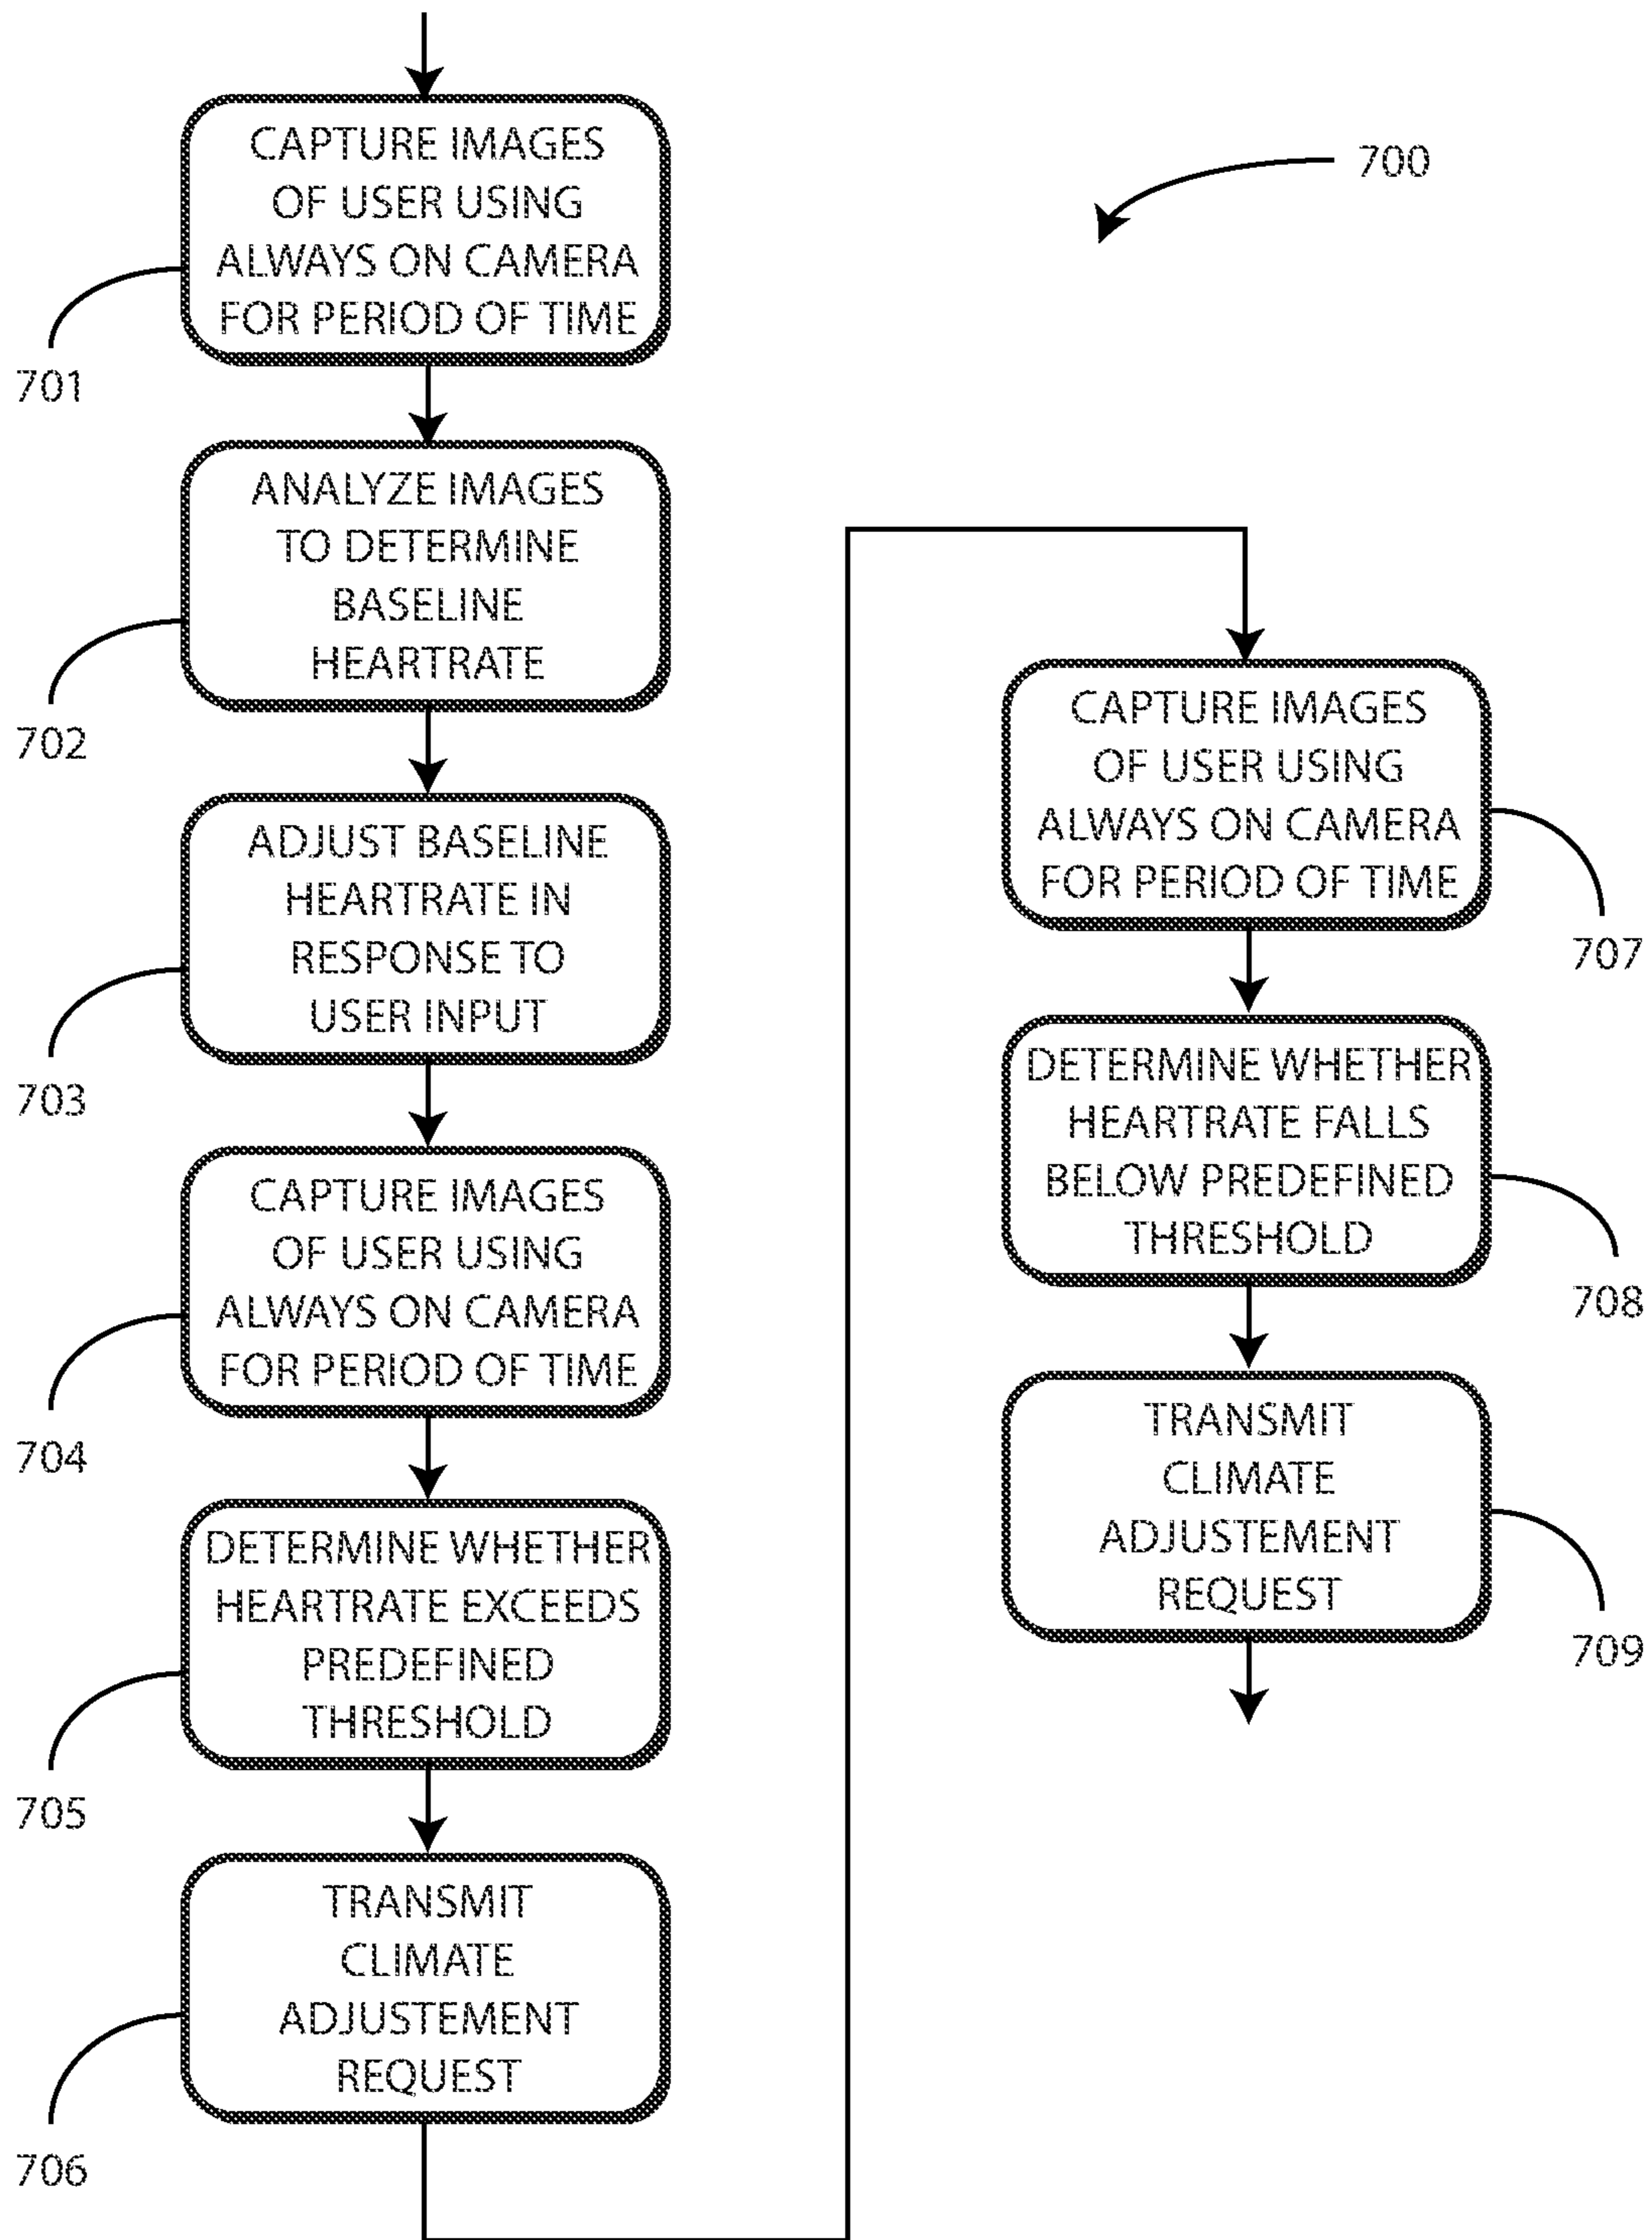 CAPTURE IMAGES
OF USER USING
ALWAYS ON CAMERA
FOR PERIOD OF TIME
701
ANALYZE IMAGES
TO DETERMINE
BASELINE
HEARTRATE
702
ADJUST BASELINE
HEARTRATE IN
RESPONSE TO
USER INPUT
703
CAPTURE IMAGES
OF USER USING
ALWAYS ON CAMERA
FOR PERIOD OF TIME
704
DETERMINE WHETHER
HEARTRATE EXCEEDS
PREDEFINED
THRESHOLD
705
TRANSMIT
CLIMATE
ADJUSTEMENT
REQUEST
706
700
CAPTURE IMAGES
OF USER USING
ALWAYS ON CAMERA
FOR PERIOD OF TIME
707
DETERMINE WHETHER
HEARTRATE FALLS
BELOW PREDEFINED
THRESHOLD
708
TRANSMIT
CLIMATE
ADJUSTEMENT
REQUEST
709